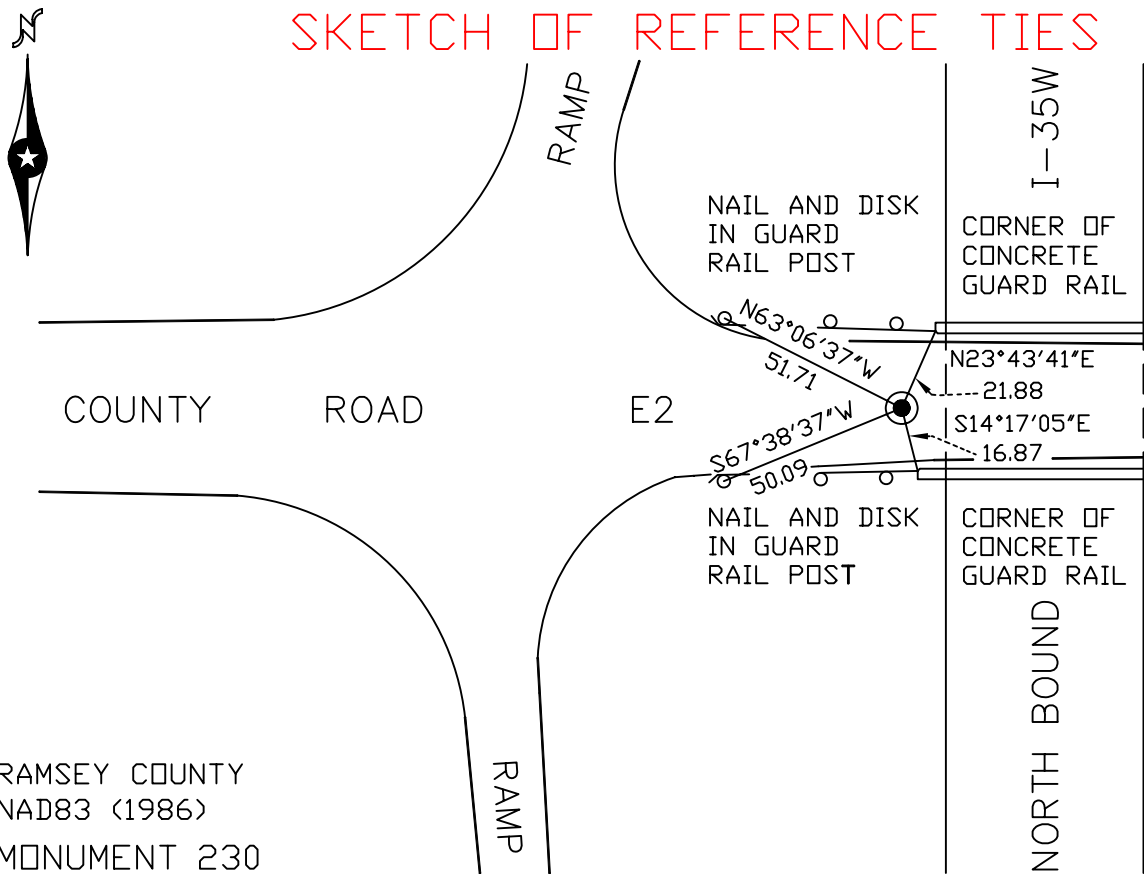 N
SKETCH OF REFERENCE TIES
RAMP
I-35W
NAIL AND DISK
IN GUARD
RAIL POST
CORNER OF
CONCRETE
GUARD RAIL
N63°06'37"W
51.71
N23°43'41"E
21.88
COUNTY ROAD E2
S67°38'37"W
50.09
S14°17'05"E
16.87
NAIL AND DISK
IN GUARD
RAIL POST
CORNER OF
CONCRETE
GUARD RAIL
NORTH BOUND
RAMP
RAMSEY COUNTY
NAD83 (1986)
MONUMENT 230